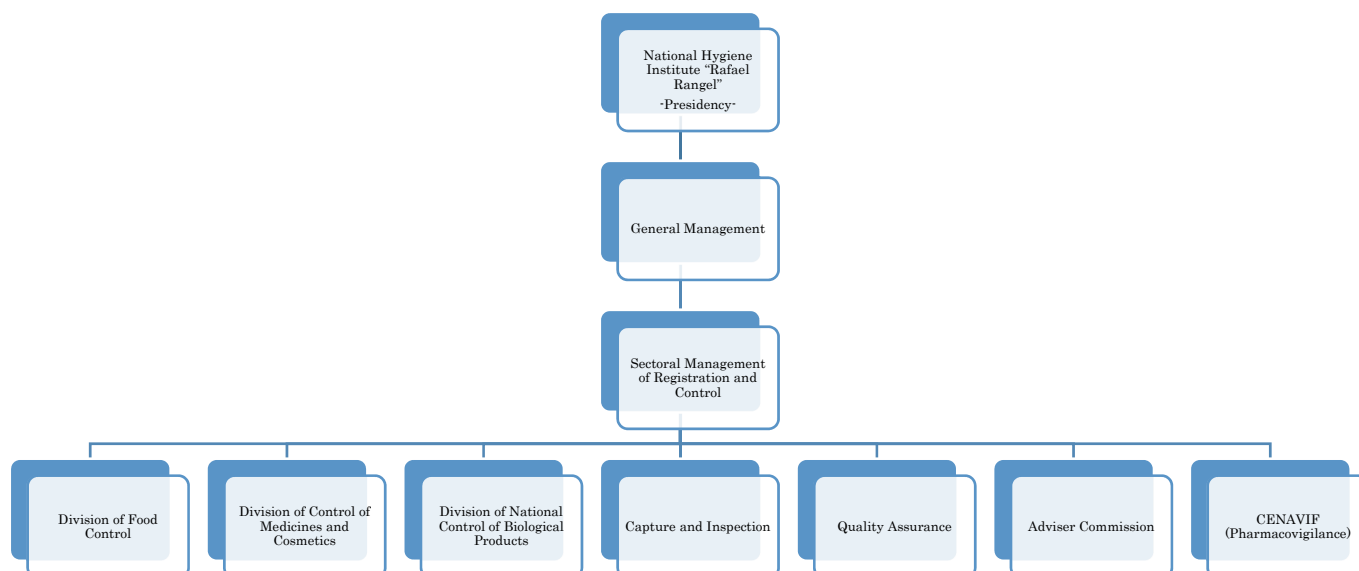 National Hygiene
Institute “Rafael
Rangel”
-Presidency-
General Management
Sectoral Management
of Registration and
Control
Division of Food
Control
Division of Control of
Medicines and
Cosmetics
Division of National
Control of Biological
Products
Capture and Inspection
Quality Assurance
Adviser Commission
CENAVIF
(Pharmacovigilance)